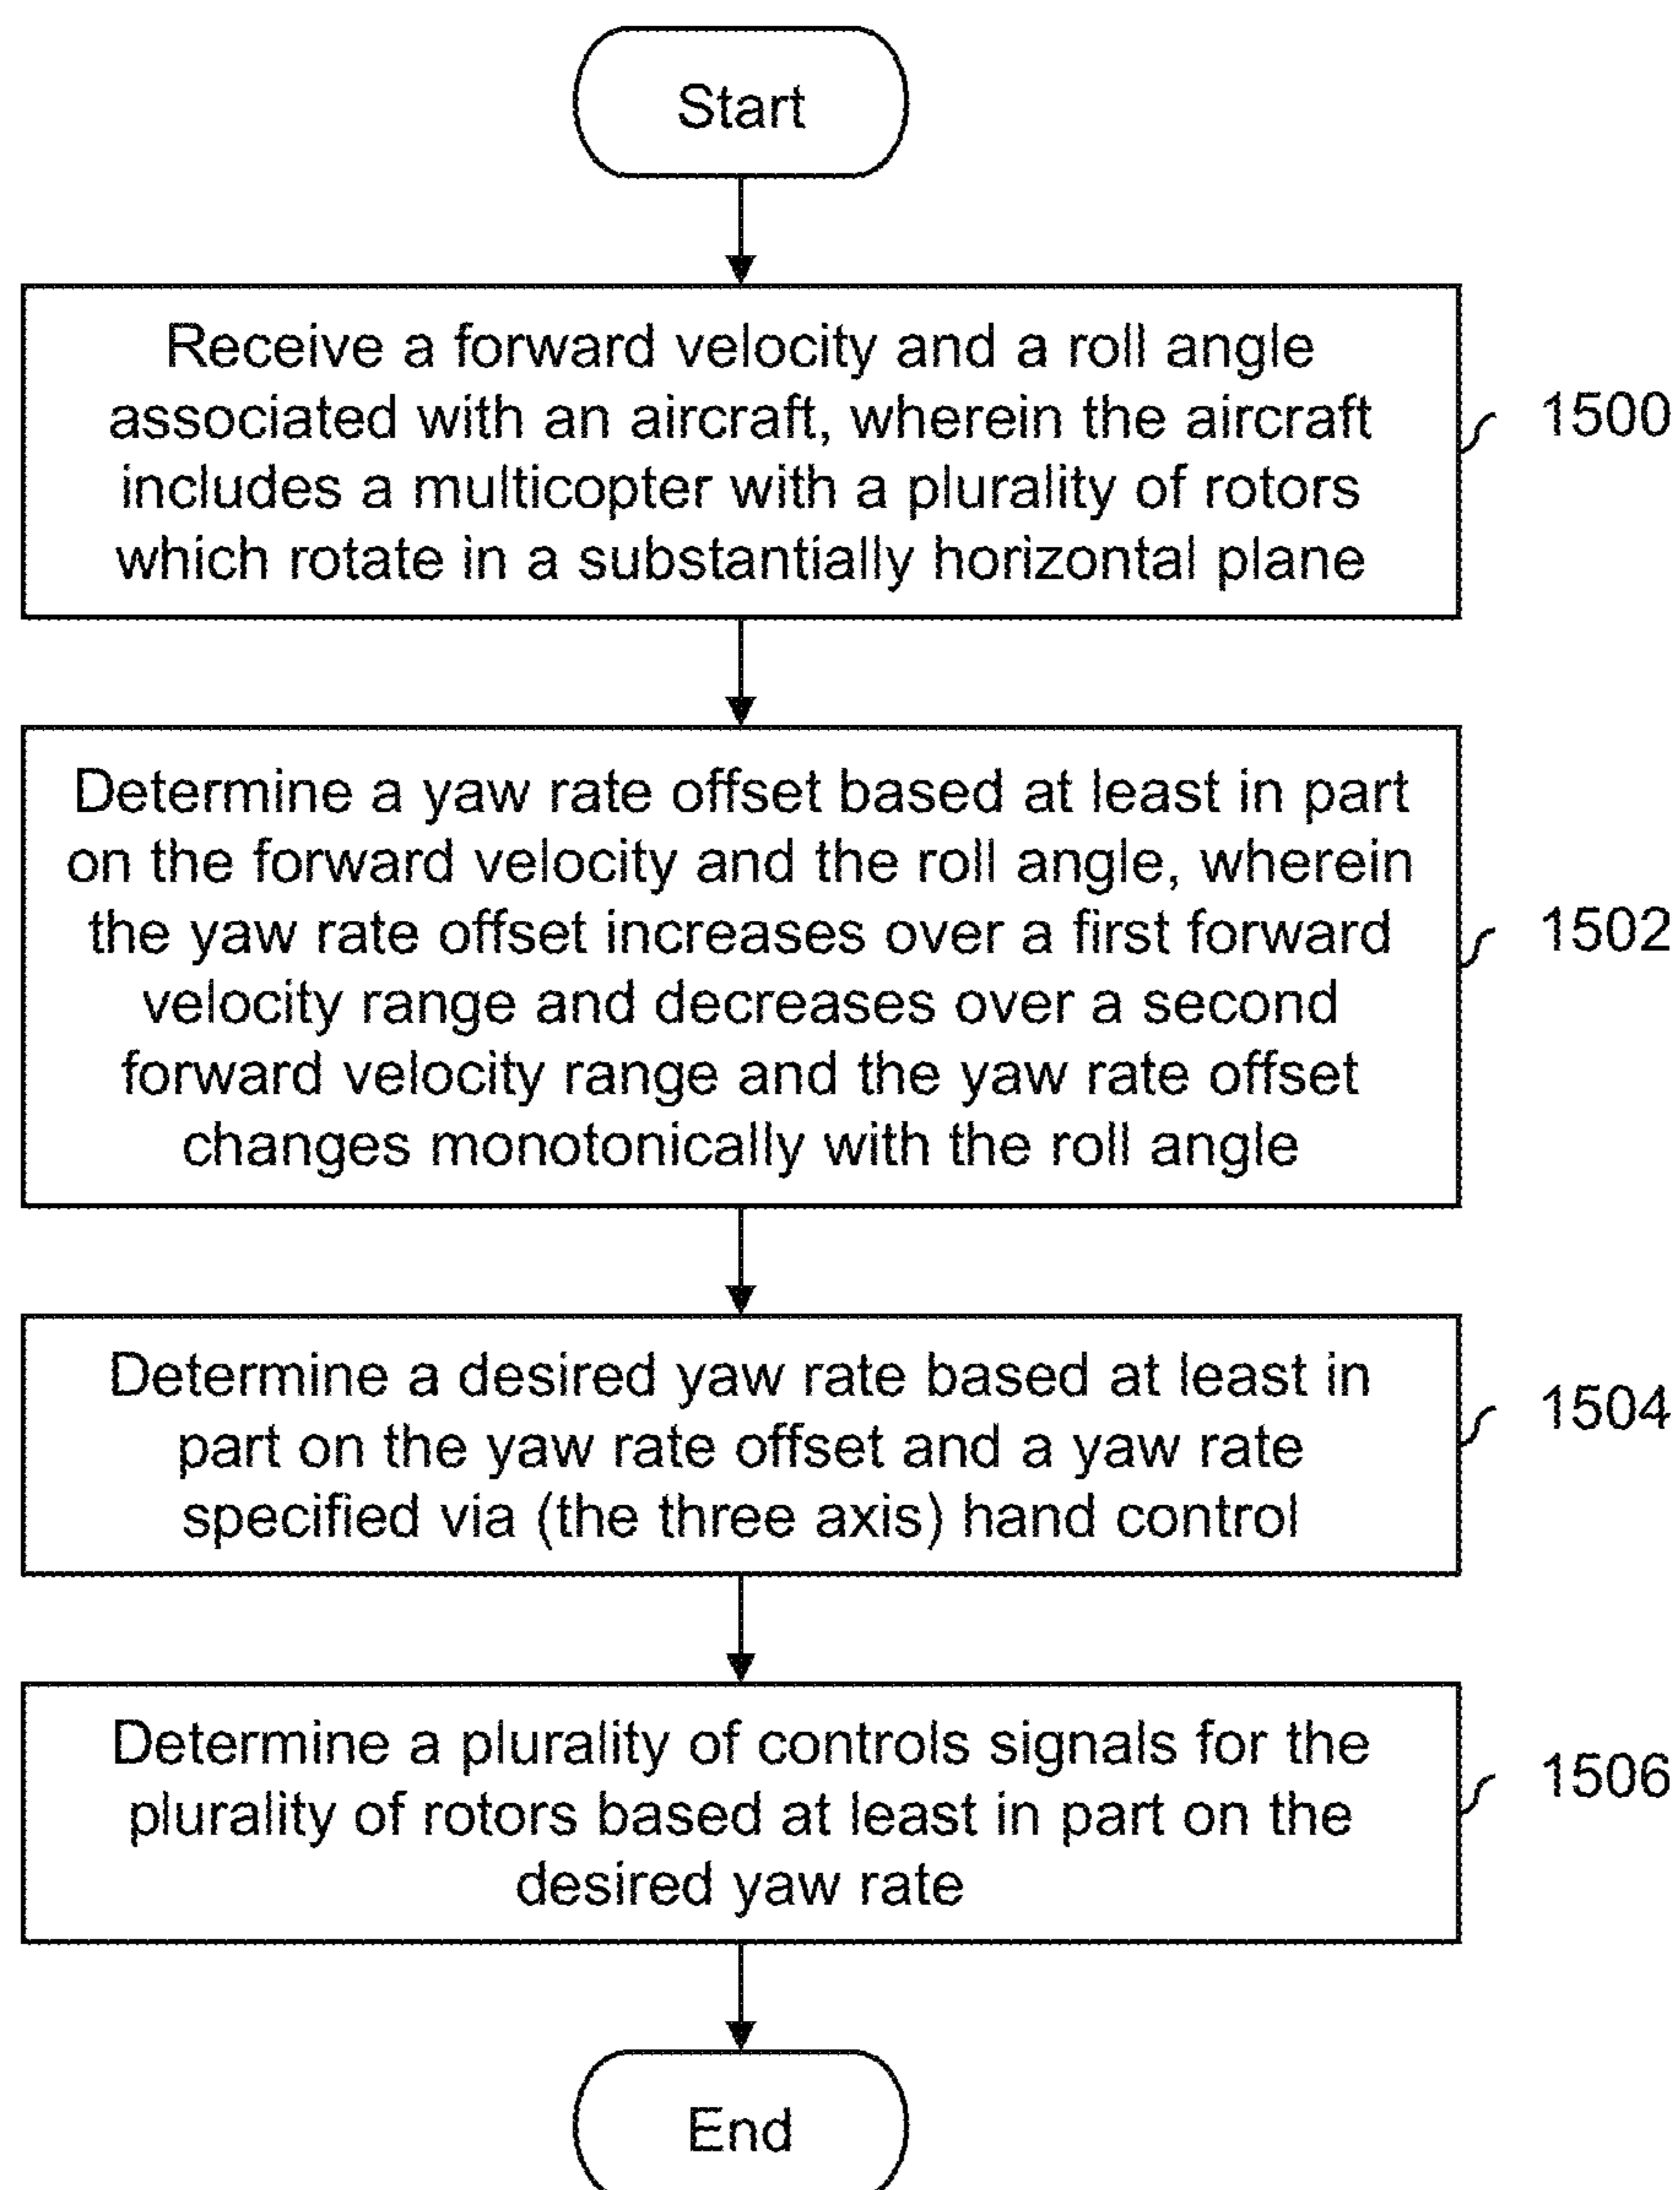 Start
Receive a forward velocity and a roll angle
associated with an aircraft, wherein the aircraft
includes a multicopter with a plurality of rotors
which rotate in a substantially horizontal plane
1500
Determine a yaw rate offset based at least in part
on the forward velocity and the roll angle, wherein
the yaw rate offset increases over a first forward
velocity range and decreases over a second
forward velocity range and the yaw rate offset
changes monotonically with the roll angle
1502
Determine a desired yaw rate based at least in
part on the yaw rate offset and a yaw rate
specified via (the three axis) hand control
1504
Determine a plurality of controls signals for the
plurality of rotors based at least in part on the
desired yaw rate
1506
End